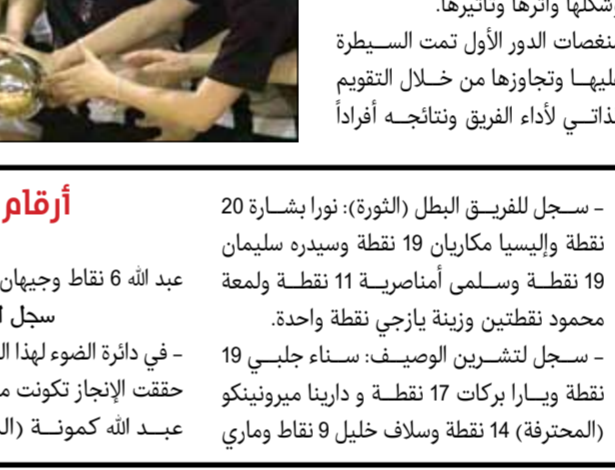 شكلها وأثرها وتأثيرها.
منغصات الدور الأول تمت السيطرة
عليها وتجاوزها من خلال التقويم
الذاتي لأداء الفريق ونتائجه أفراداً
– سجل للفريق البطل (الثورة): نورا بشارة 20
نقطة وإليسيا مكاريان 19 نقطة وسيدره سليمان
19 نقطة وسلمى أمناصرية 11 نقطة ولمعة
محمود نقطتين وزينة يازجي نقطة واحدة.
– سجل لتشرين الوصيف: سناء جلبي 19
نقطة ويارا بركات 17 نقطة و دارينا ميرونينكو
(المحترفة) 14 نقطة وسلاف خليل 9 نقاط وماري
أرقام
عبد الله 6 نقاط وجيهان
سجل
– في دائرة الضوء لهذا
حققت الإنجاز تكونت
عبد الله كمونة